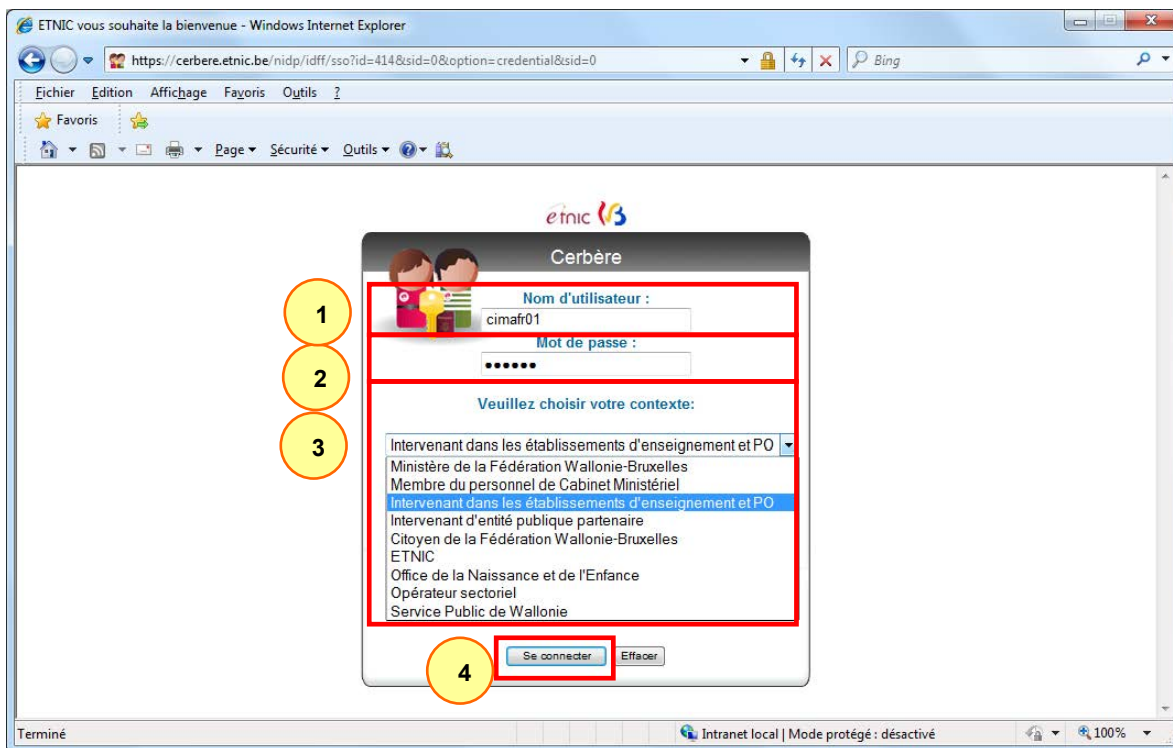 ETNIC vous souhaite la bienvenue - Windows Internet Explorer
https://cerbere.etnic.be/nidp/idff/sso?id=414&sid=0&option=credential&sid=0
Bing
Fichier Edition Affichage Favoris Outils ?
Favoris
Page Sécurité Outils
etnic
Cerbère
1
Nom d'utilisateur :
cimafr01
2
Mot de passe :
••••••
3
Veuillez choisir votre contexte:
Intervenant dans les établissements d'enseignement et PO
Ministère de la Fédération Wallonie-Bruxelles
Membre du personnel de Cabinet Ministériel
Intervenant dans les établissements d'enseignement et PO
Intervenant d'entité publique partenaire
Citoyen de la Fédération Wallonie-Bruxelles
ETNIC
Office de la Naissance et de l'Enfance
Opérateur sectoriel
Service Public de Wallonie
4
Se connecter Effacer
Terminé Intranet local | Mode protégé : désactivé 100%